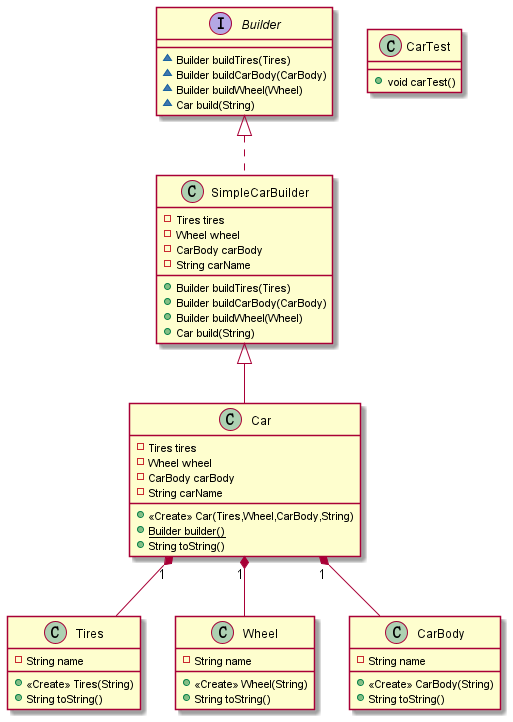 I Builder
Builder buildTires(Tires)
Builder buildCarBody(CarBody)
Builder buildWheel(Wheel)
Car build(String)
C CarTest
void carTest()
C SimpleCarBuilder
Tires tires
Wheel wheel
CarBody carBody
String carName
Builder buildTires(Tires)
Builder buildCarBody(CarBody)
Builder buildWheel(Wheel)
Car build(String)
C Car
Tires tires
Wheel wheel
CarBody carBody
String carName
«Create» Car(Tires,Wheel,CarBody,String)
Builder builder()
String toString()
1
1
1
C Tires
String name
«Create» Tires(String)
String toString()
C Wheel
String name
«Create» Wheel(String)
String toString()
C CarBody
String name
«Create» CarBody(String)
String toString()